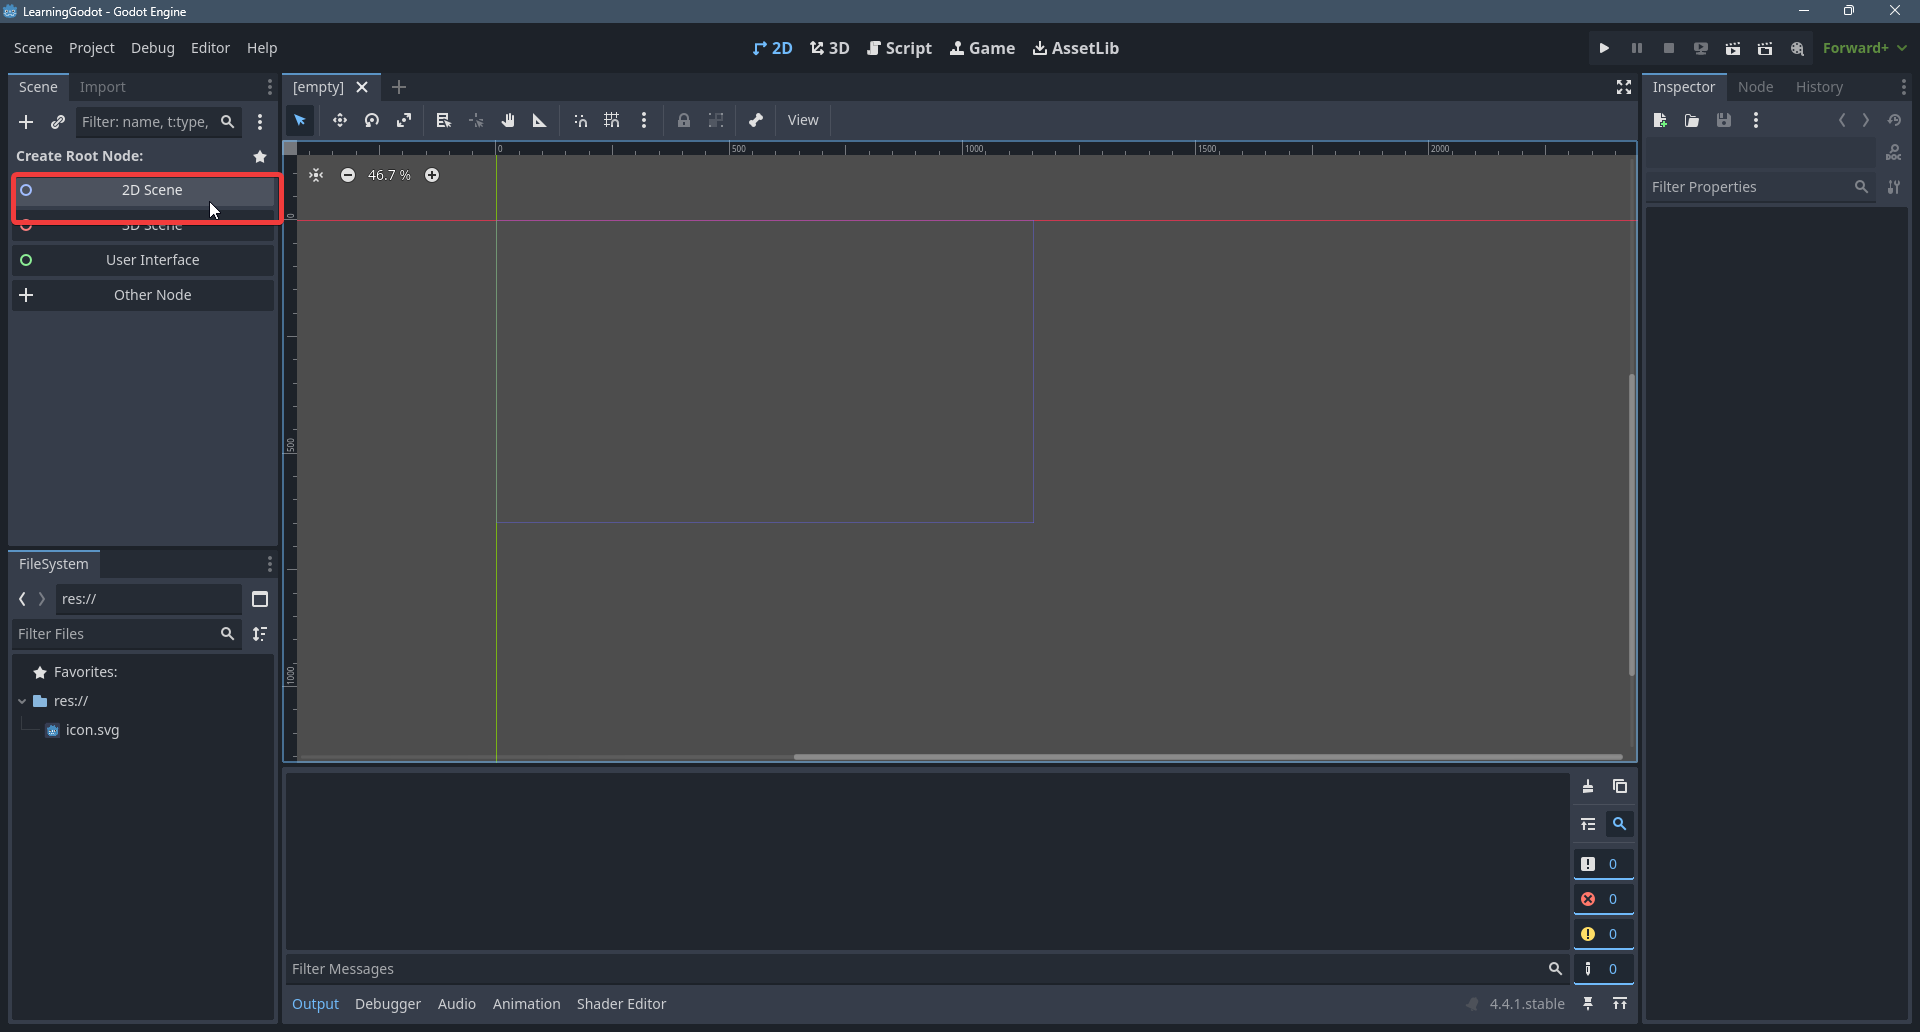 LearningGodot - Godot Engine
Scene Project Debug Editor Help
2D 3D Script Game AssetLib
Forward+
Scene Import
[empty]
Inspector Node History
Filter: name, t:type,
View
Create Root Node:
0 500 1000 1500 2000
DOC
46.7 %
2D Scene
Filter Properties
0
3D Scene
User Interface
Other Node
500
FileSystem
res://
Filter Files
Favorites:
1000
res://
icon.svg
0
0
0
Filter Messages
0
Output Debugger Audio Animation Shader Editor
4.4.1.stable